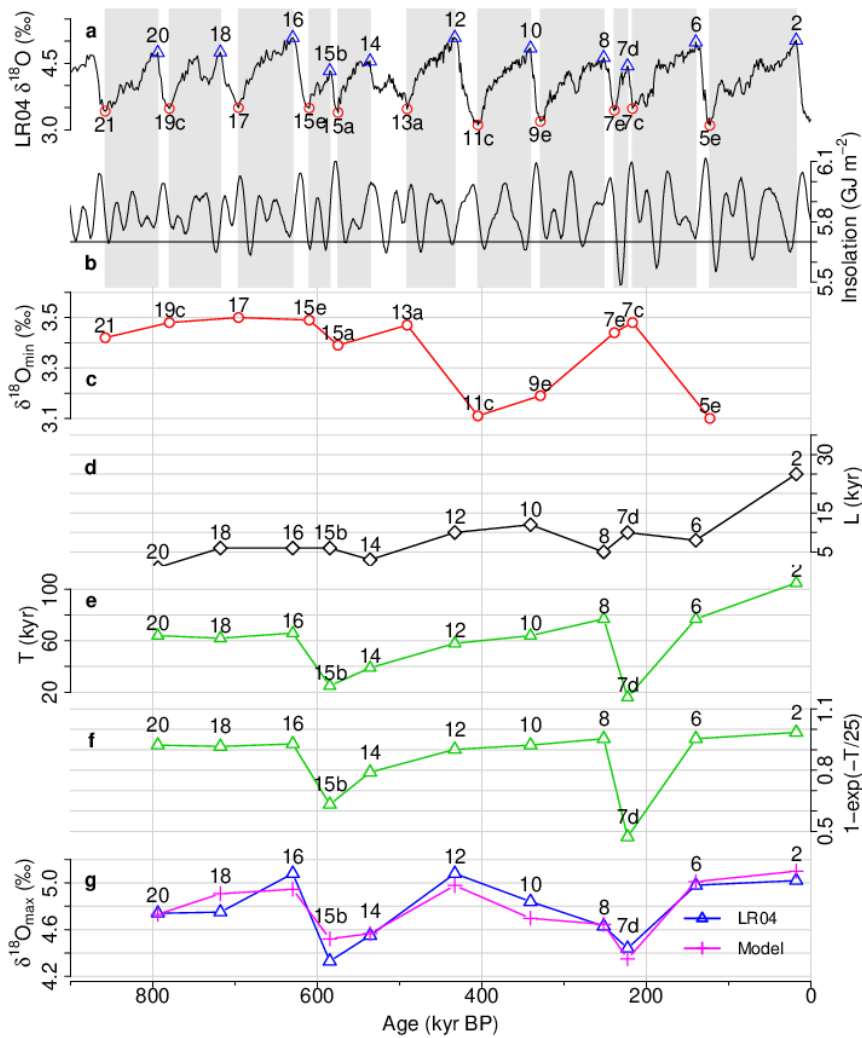 a
LR04 δ¹⁸O (‰)
4.5
3.0
20 18 16 15b 14 12 10 8 7d 6 2
21 19c 17 15e 15a 13a 11c 9e 7e 7c 5e
b
Insolation (GJ m⁻²)
6.1
5.8
5.5
c
δ¹⁸Omin (‰)
3.5
3.3
3.1
21 19c 17 15e 15a 13a 11c 9e 7e 7c 5e
d
L (kyr)
30
15
5
20 18 16 15b 14 12 10 8 7d 6 2
e
T (kyr)
100
60
20
20 18 16 15b 14 12 10 8 7d 6 2
f
1−exp(−T/25)
1.1
0.8
0.5
20 18 16 15b 14 12 10 8 7d 6 2
g
δ¹⁸Omax (‰)
5.0
4.6
4.2
20 18 16 15b 14 12 10 8 7d 6 2
LR04
Model
800 600 400 200 0
Age (kyr BP)